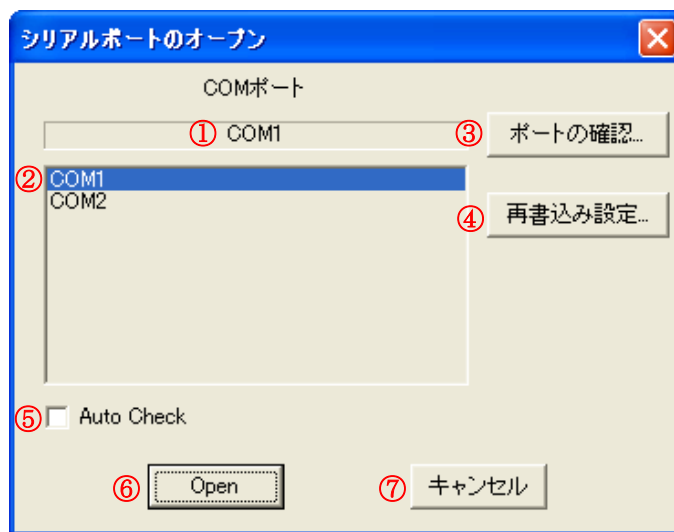 シリアルポートのオープン
COMポート
① COM1
③ ポートの確認...
② COM1
COM2
④ 再書込み設定...
⑤ Auto Check
⑥ Open
⑦ キャンセル